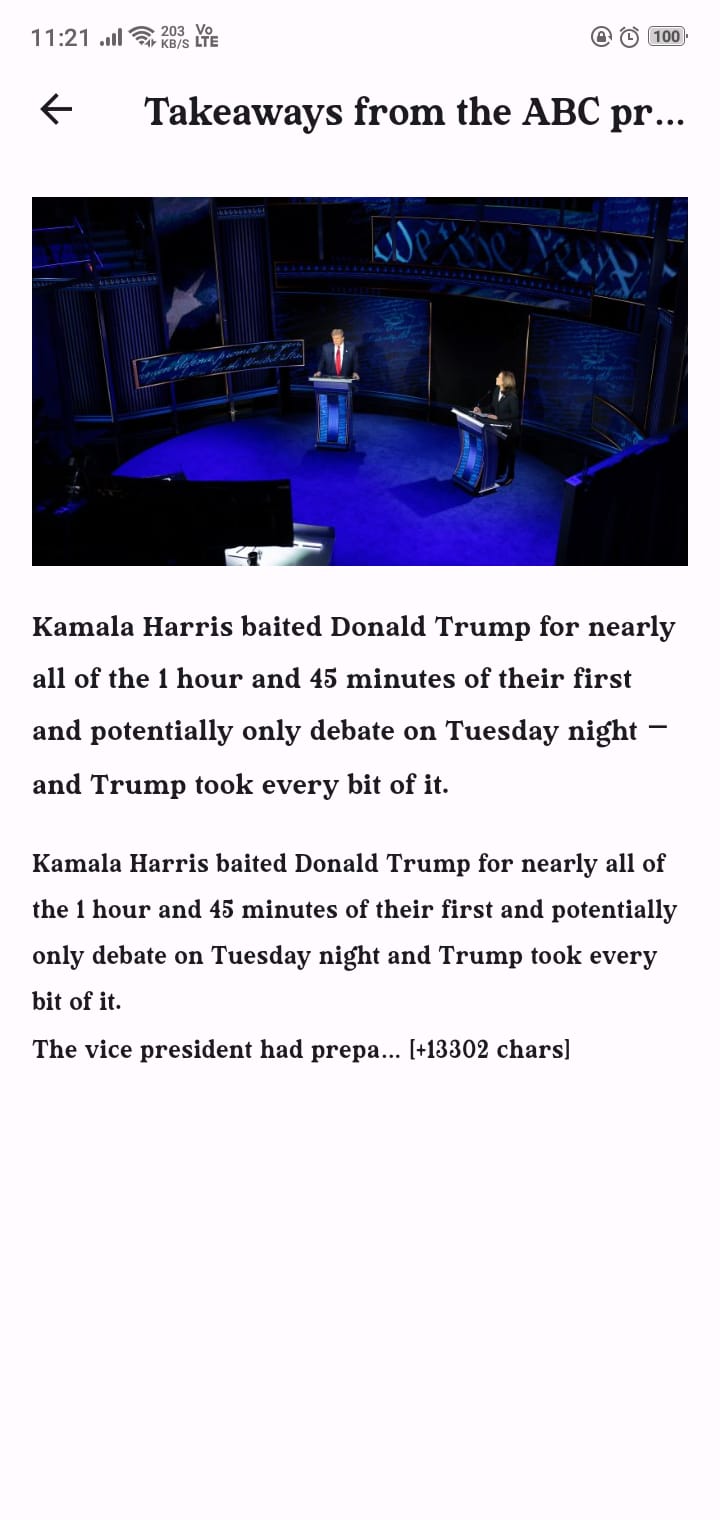 11:21 203 KB/S Vo LTE 100
Takeaways from the ABC pr...
We the Peop
Kamala Harris baited Donald Trump for nearly
all of the 1 hour and 45 minutes of their first
and potentially only debate on Tuesday night —
and Trump took every bit of it.
Kamala Harris baited Donald Trump for nearly all of
the 1 hour and 45 minutes of their first and potentially
only debate on Tuesday night and Trump took every
bit of it.
The vice president had prepa... [+13302 chars]